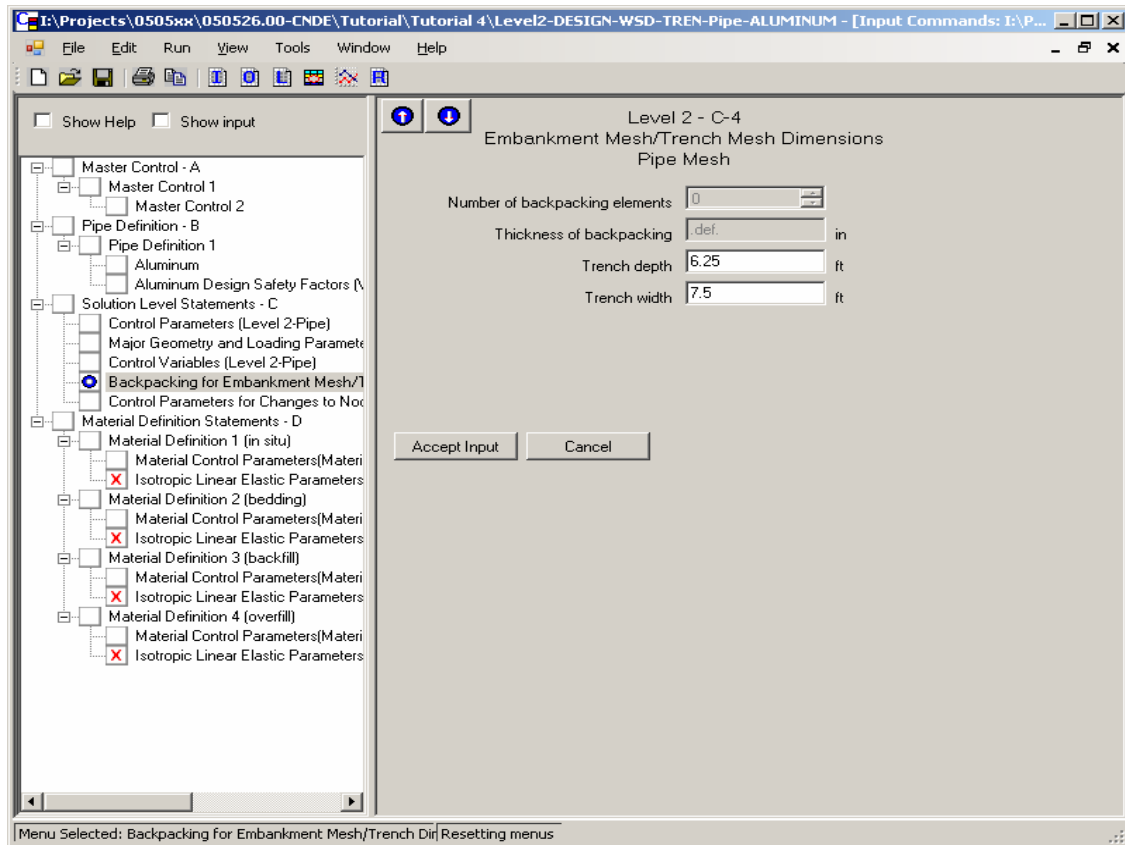 I:\Projects\0505xx\050526.00-CNDE\Tutorial\Tutorial 4\Level2-DESIGN-WSD-TREN-Pipe-ALUMINUM - [Input Commands: I:\P...
File Edit Run View Tools Window Help
Show Help Show input
Master Control - A
Master Control 1
Master Control 2
Pipe Definition - B
Pipe Definition 1
Aluminum
Aluminum Design Safety Factors (\
Solution Level Statements - C
Control Parameters (Level 2-Pipe)
Major Geometry and Loading Paramete
Control Variables (Level 2-Pipe)
Backpacking for Embankment Mesh/T
Control Parameters for Changes to Noc
Material Definition Statements - D
Material Definition 1 (in situ)
Material Control Parameters(Materi
Isotropic Linear Elastic Parameters
Material Definition 2 (bedding)
Material Control Parameters(Materi
Isotropic Linear Elastic Parameters
Material Definition 3 (backfill)
Material Control Parameters(Materi
Isotropic Linear Elastic Parameters
Material Definition 4 (overfill)
Material Control Parameters(Materi
Isotropic Linear Elastic Parameters
Level 2 - C-4
Embankment Mesh/Trench Mesh Dimensions
Pipe Mesh
Number of backpacking elements 0
Thickness of backpacking .def. in
Trench depth 6.25 ft
Trench width 7.5 ft
Accept Input Cancel
Menu Selected: Backpacking for Embankment Mesh/Trench Dir Resetting menus